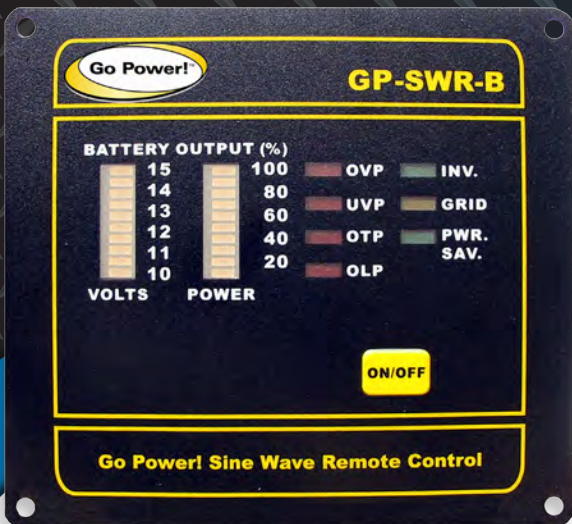 Go Power!™
GP-SWR-B
BATTERY OUTPUT (%)
15 100 OVP INV.
14 80 UVP GRID
13 60
12 40 OTP PWR. SAV.
11 20 OLP
10
VOLTS POWER
ON/OFF
Go Power! Sine Wave Remote Control